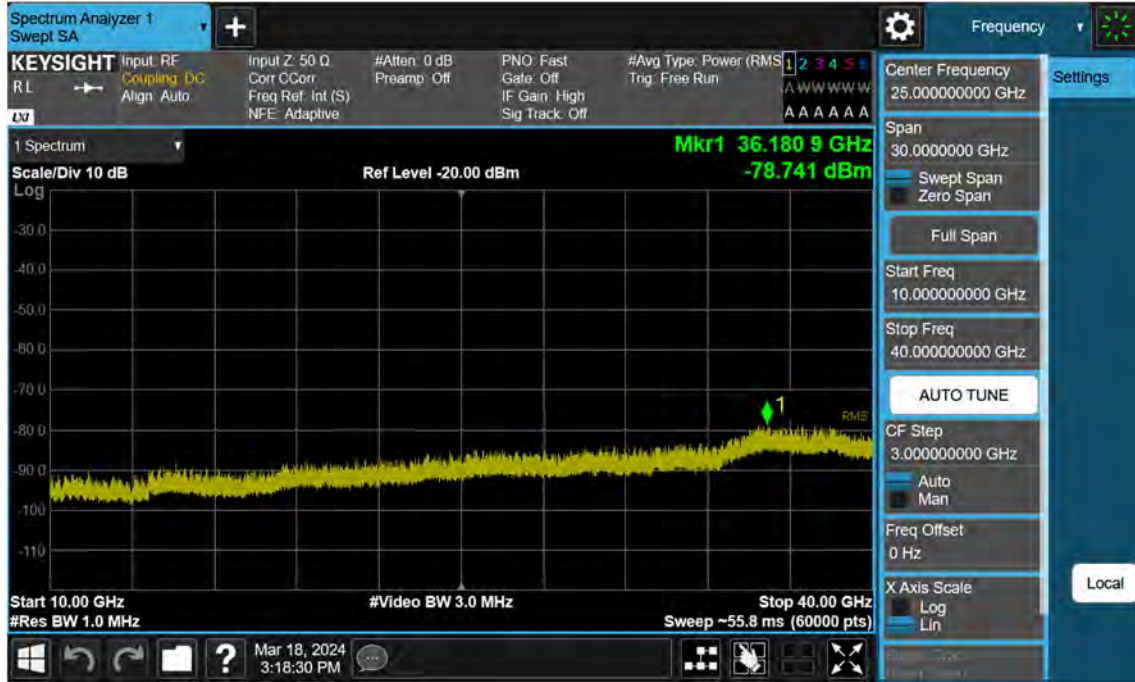 Spectrum Analyzer 1
Swept SA
Frequency
KEYSIGHT
RL
LXI
Input: RF
Coupling: DC
Align: Auto
Input Z: 50 Ω
Corr CCorr
Freq Ref: Int (S)
NFE: Adaptive
#Atten: 0 dB
Preamp: Off
PNO: Fast
Gate: Off
IF Gain: High
Sig Track: Off
#Avg Type: Power (RMS
Trig: Free Run
1 2 3 4 5 6
A W W W W W
A A A A A A
1 Spectrum
Scale/Div 10 dB
Ref Level -20.00 dBm
Mkr1 36.180 9 GHz
-78.741 dBm
Log
-30.0
-40.0
-50.0
-60.0
-70.0
-80.0
-90.0
-100
-110
1
RMS
Start 10.00 GHz
#Video BW 3.0 MHz
Stop 40.00 GHz
#Res BW 1.0 MHz
Sweep ~55.8 ms (60000 pts)
Mar 18, 2024
3:18:30 PM
Center Frequency
25.000000000 GHz
Span
30.0000000 GHz
Swept Span
Zero Span
Full Span
Start Freq
10.000000000 GHz
Stop Freq
40.000000000 GHz
AUTO TUNE
CF Step
3.000000000 GHz
Auto
Man
Freq Offset
0 Hz
X Axis Scale
Log
Lin
Settings
Local